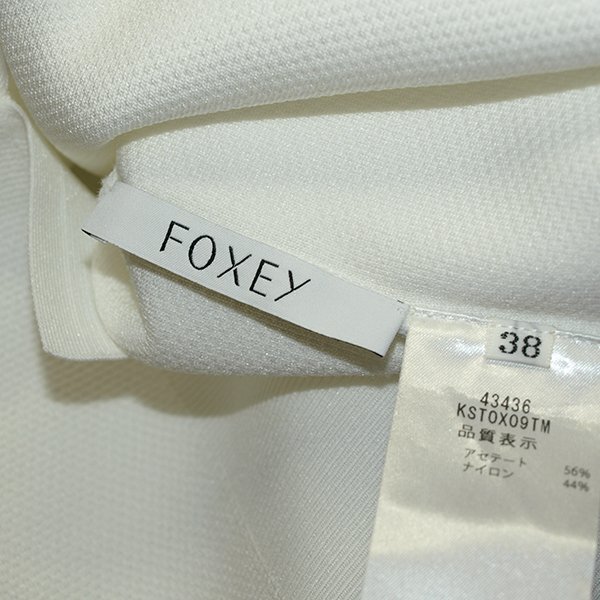 FOXEY
38
43436
KSTOX09TM
品質表示
アセテート 56%
ナイロン 44%